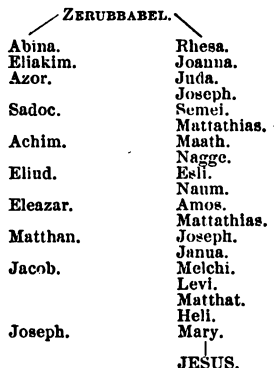 ZERUBBABEL.
Abina. Rhesa.
Eliakim. Joanna.
Azor. Juda.
Joseph.
Sadoc. Semei.
Mattathias.
Achim. Maath.
Nagge.
Eliud. Esli.
Naum.
Eleazar. Amos.
Mattathias.
Matthan. Joseph.
Janua.
Jacob. Melchi.
Levi.
Matthat.
Heli.
Joseph. Mary.
JESUS.